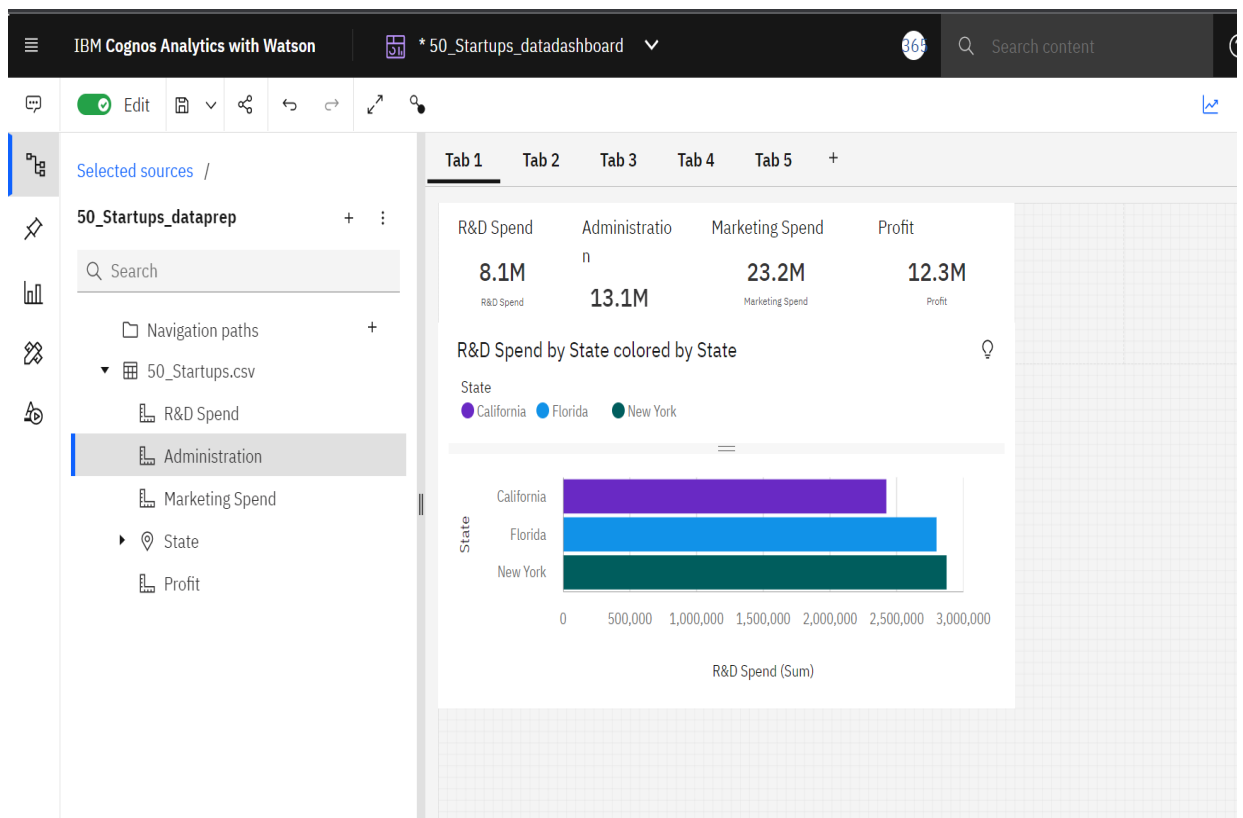 IBM Cognos Analytics with Watson
* 50_Startups_datadashboard
365
Search content
Edit
Selected sources /
Tab 1 Tab 2 Tab 3 Tab 4 Tab 5 +
50_Startups_dataprep
Search
Navigation paths
50_Startups.csv
R&D Spend
Administration
Marketing Spend
State
Profit
R&D Spend
8.1M
R&D Spend
Administratio
n
13.1M
Marketing Spend
23.2M
Marketing Spend
Profit
12.3M
Profit
R&D Spend by State colored by State
State
California Florida New York
State
California
Florida
New York
0 500,000 1,000,000 1,500,000 2,000,000 2,500,000 3,000,000
R&D Spend (Sum)